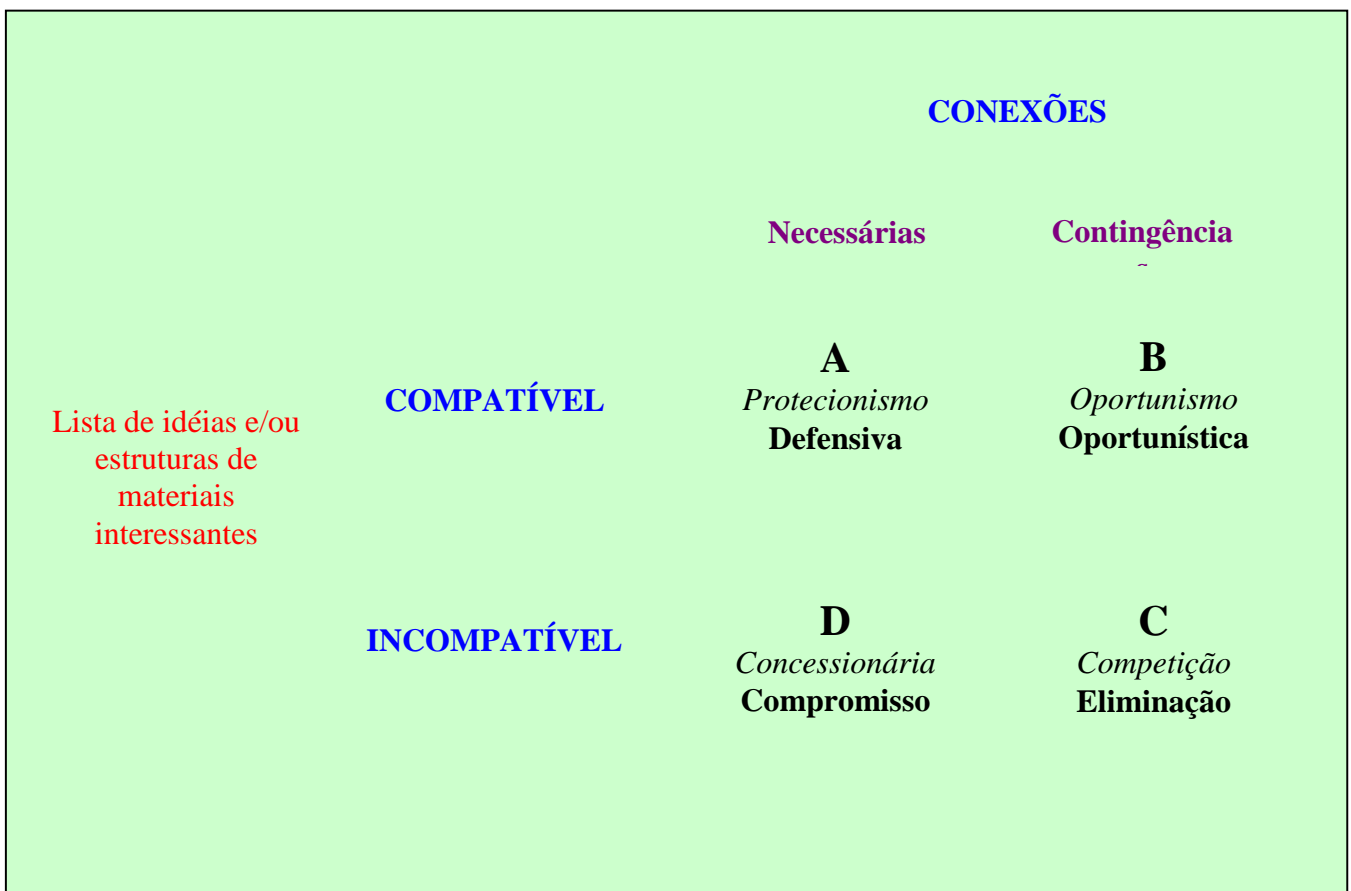 CONEXÕES
Necessárias
Contingência
A
Protecionismo
Defensiva
B
Oportunismo
Oportunística
COMPATÍVEL
Lista de idéias e/ou
estruturas de
materiais
interessantes
INCOMPATÍVEL
D
Concessionária
Compromisso
C
Competição
Eliminação